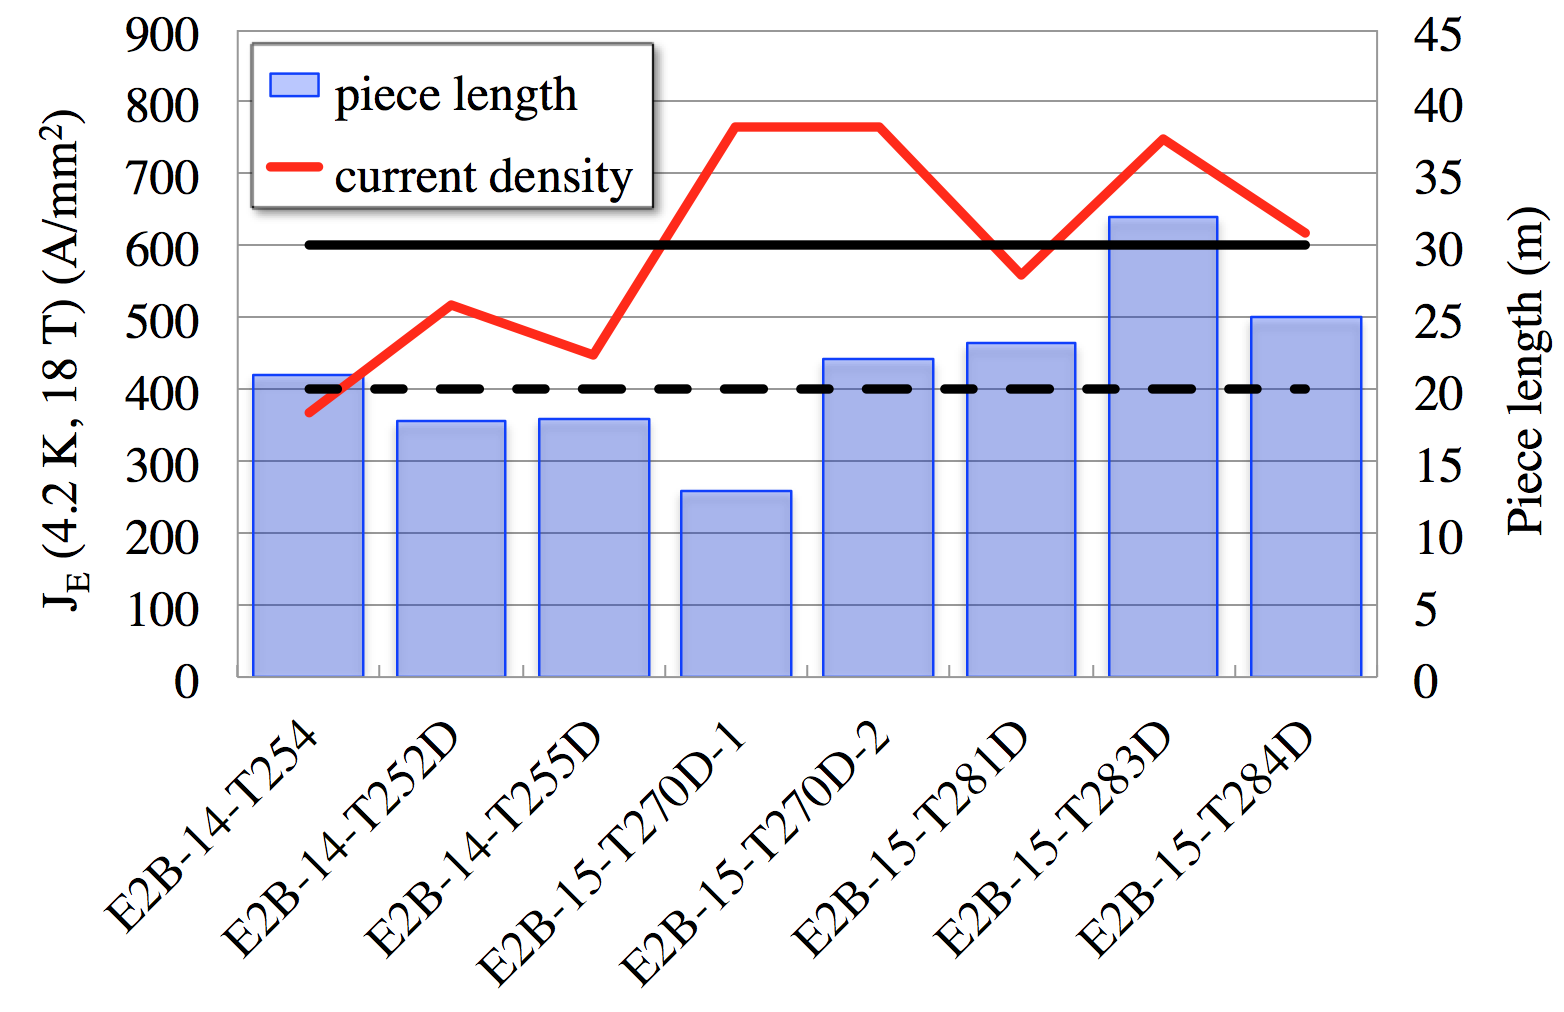 900
800
700
600
500
400
300
200
100
0
J_E (4.2 K, 18 T) (A/mm²)
piece length
current density
45
40
35
30
25
20
15
10
5
0
Piece length (m)
E2B-14-T254
E2B-14-T252D
E2B-14-T255D
E2B-15-T270D-1
E2B-15-T270D-2
E2B-15-T281D
E2B-15-T283D
E2B-15-T284D